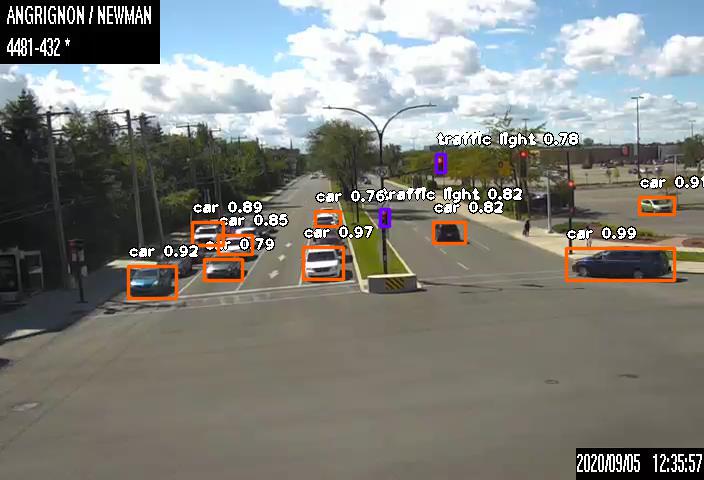 ANGRIGNON / NEWMAN
4481-432 *
traffic light 0.78
car 0.91
car 0.76
traffic light 0.82
car 0.89
car 0.82
car 0.85
car 0.97
car 0.99
car 0.79
car 0.92
2020/09/05 12:35:57